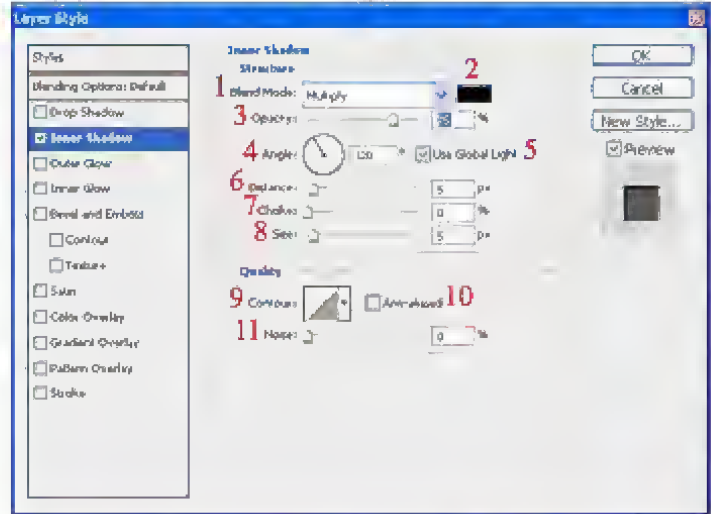 Layer Style
Styles
Blending Options: Default
Drop Shadow
Inner Shadow
Outer Glow
Inner Glow
Bevel and Emboss
Contour
Texture
Satin
Color Overlay
Gradient Overlay
Pattern Overlay
Stroke
Inner Shadow
Structure
1 Blend Mode: Multiply 2
3 Opacity: %
4 Angle: 120 ° Use Global Light 5
6 Distance: 5 px
7 Choke: 0 %
8 Size: 5 px
Quality
9 Contour: Anti-aliased 10
11 Noise: 0 %
OK
Cancel
New Style...
Preview